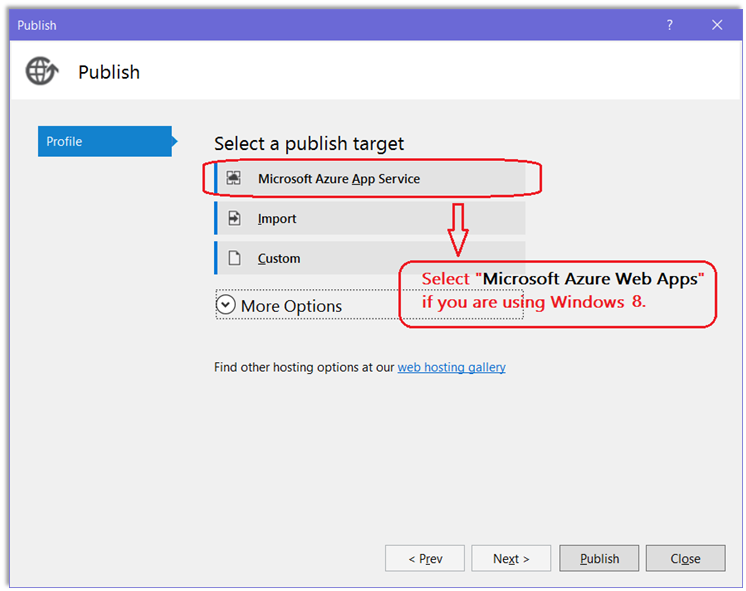 Publish
?
Publish
Profile
Select a publish target
Microsoft Azure App Service
Import
Custom
Select "Microsoft Azure Web Apps"
if you are using Windows 8.
More Options
Find other hosting options at our web hosting gallery
< Prev
Next >
Publish
Close